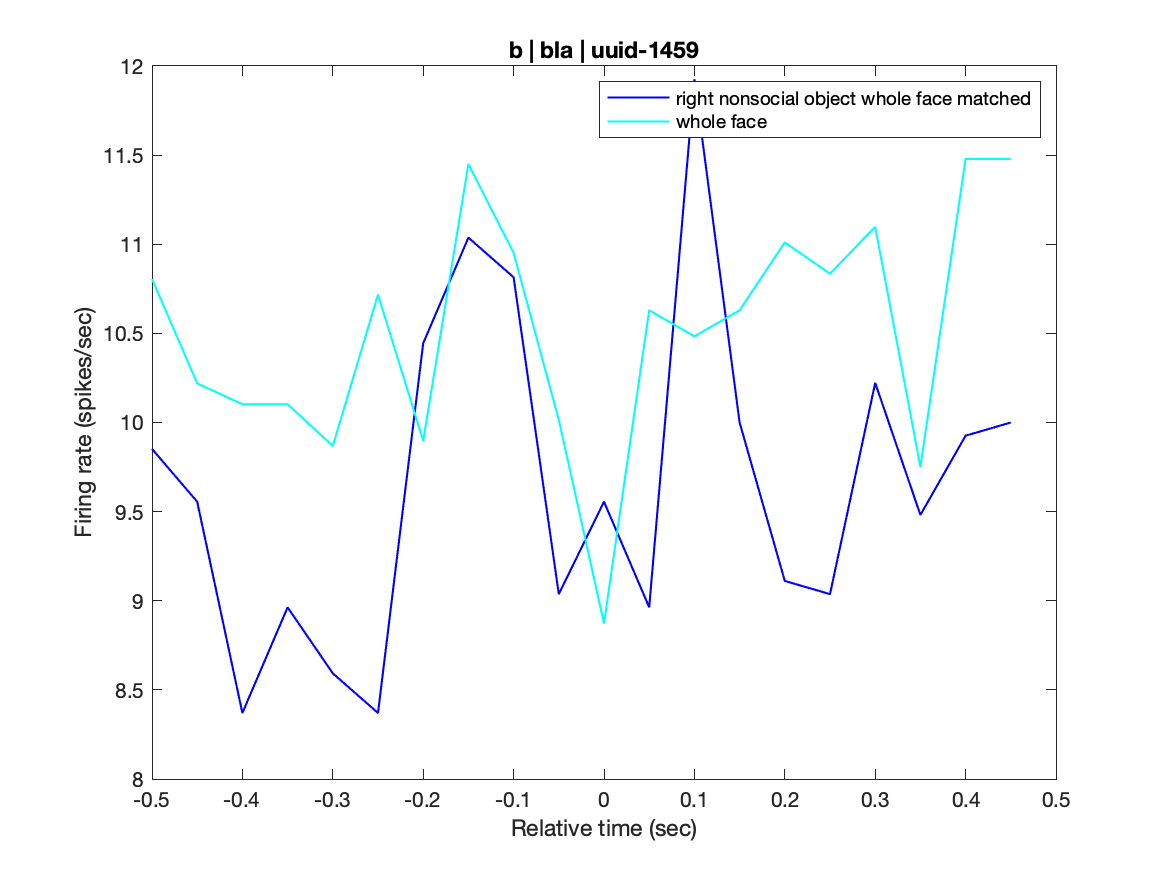 b | bla | uuid-1459
right nonsocial object whole face matched
whole face
12
11.5
11
10.5
10
9.5
9
8.5
8
Firing rate (spikes/sec)
-0.5 -0.4 -0.3 -0.2 -0.1 0 0.1 0.2 0.3 0.4 0.5
Relative time (sec)